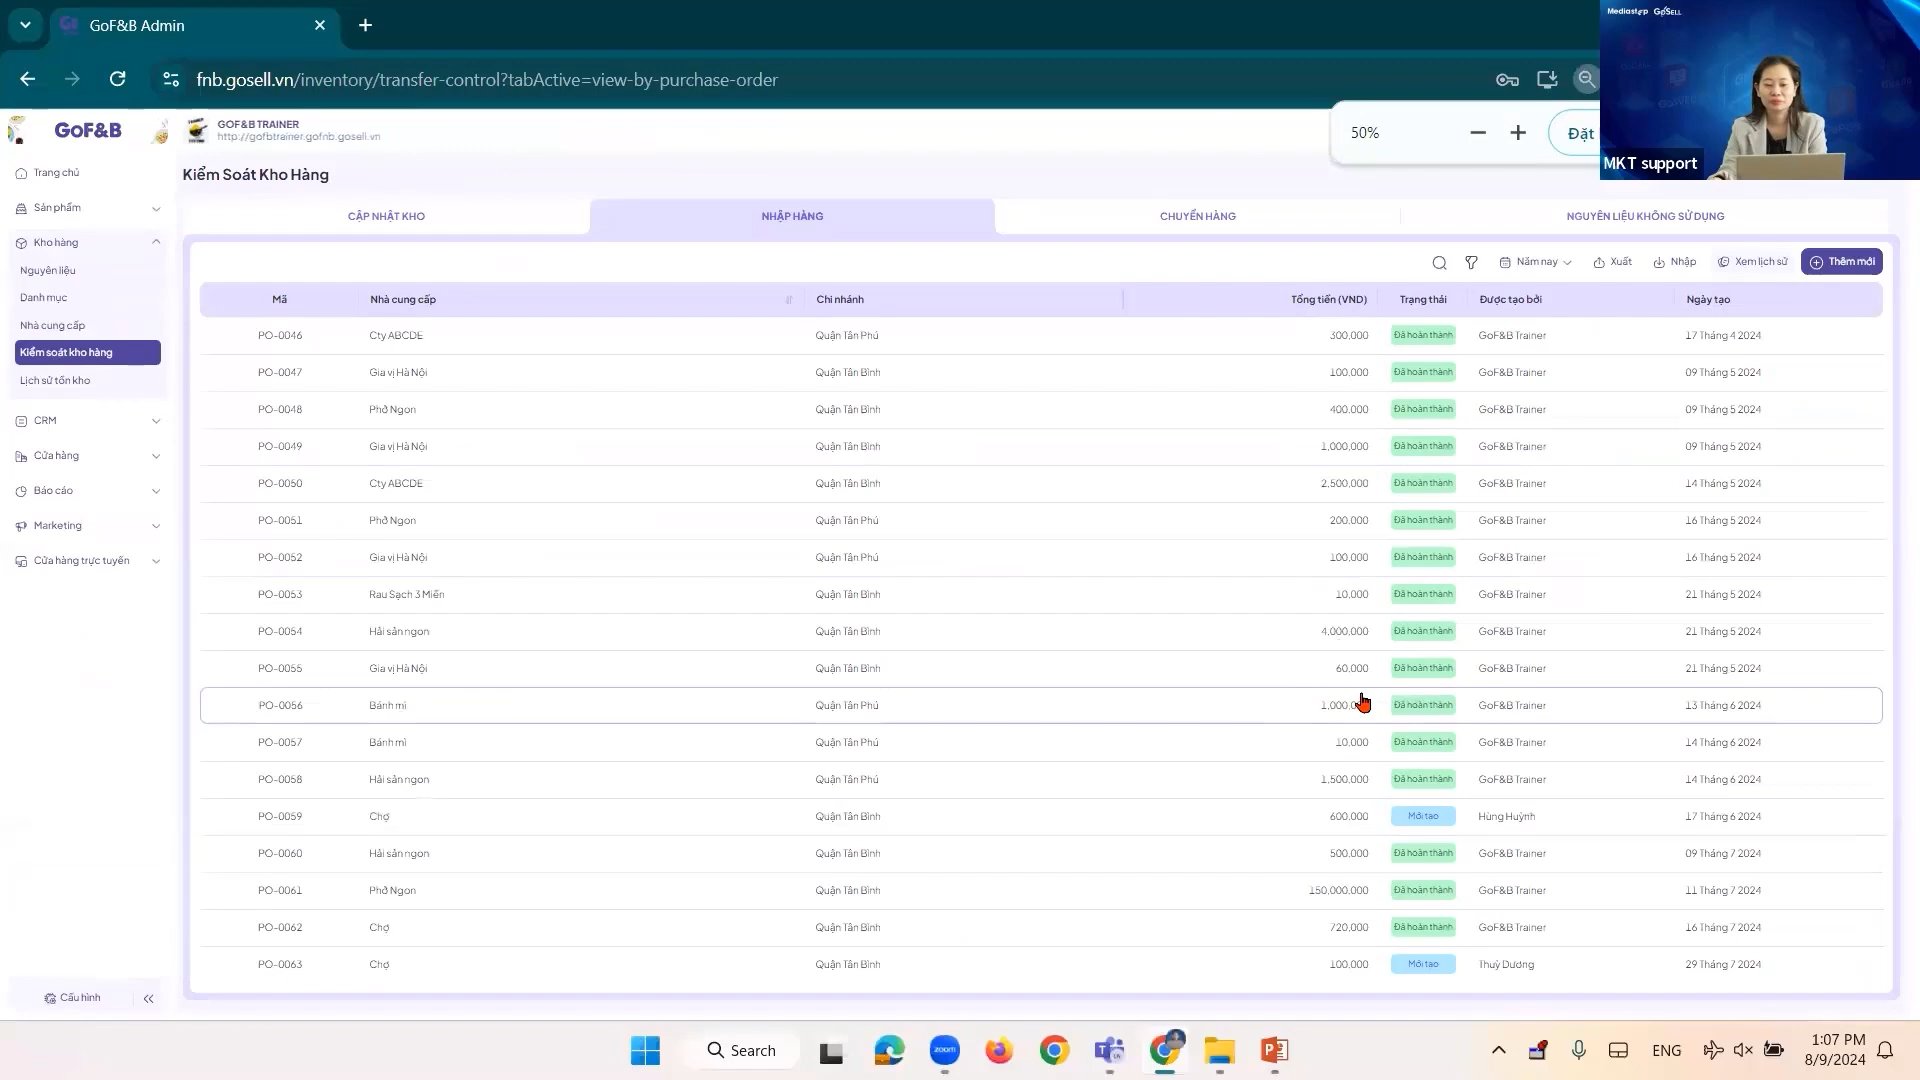 GoF&B Admin
fnb.gosell.vn/inventory/transfer-control?tabActive=view-by-purchase-order
Mediastep GoSELL
MKT support
50%
Đặt
GoF&B
GOF&B TRAINER
http://gofbtrainer.gofnb.gosell.vn
Trang chủ
Sản phẩm
Kho hàng
Nguyên liệu
Danh mục
Nhà cung cấp
Kiểm soát kho hàng
Lịch sử tồn kho
CRM
Cửa hàng
Báo cáo
Marketing
Cửa hàng trực tuyến
Cấu hình
Kiểm Soát Kho Hàng
CẬP NHẬT KHO NHẬP HÀNG CHUYỂN HÀNG NGUYÊN LIỆU KHÔNG SỬ DỤNG
Năm nay Xuất Nhập Xem lịch sử Thêm mới
Mã Nhà cung cấp Chi nhánh Tổng tiền (VND) Trạng thái Được tạo bởi Ngày tạo
PO-0046 Cty ABCDE Quận Tân Phú 300,000 Đã hoàn thành GoF&B Trainer 17 Tháng 4 2024
PO-0047 Gia vị Hà Nội Quận Tân Bình 100,000 Đã hoàn thành GoF&B Trainer 09 Tháng 5 2024
PO-0048 Phở Ngon Quận Tân Bình 400,000 Đã hoàn thành GoF&B Trainer 09 Tháng 5 2024
PO-0049 Gia vị Hà Nội Quận Tân Bình 1,000,000 Đã hoàn thành GoF&B Trainer 09 Tháng 5 2024
PO-0050 Cty ABCDE Quận Tân Bình 2,500,000 Đã hoàn thành GoF&B Trainer 14 Tháng 5 2024
PO-0051 Phở Ngon Quận Tân Phú 200,000 Đã hoàn thành GoF&B Trainer 16 Tháng 5 2024
PO-0052 Gia vị Hà Nội Quận Tân Phú 100,000 Đã hoàn thành GoF&B Trainer 16 Tháng 5 2024
PO-0053 Rau Sạch 3 Miền Quận Tân Bình 10,000 Đã hoàn thành GoF&B Trainer 21 Tháng 5 2024
PO-0054 Hải sản ngon Quận Tân Bình 4,000,000 Đã hoàn thành GoF&B Trainer 21 Tháng 5 2024
PO-0055 Gia vị Hà Nội Quận Tân Bình 60,000 Đã hoàn thành GoF&B Trainer 21 Tháng 5 2024
PO-0056 Bánh mì Quận Tân Phú Đã hoàn thành GoF&B Trainer 13 Tháng 6 2024
PO-0057 Bánh mì Quận Tân Phú 10,000 Đã hoàn thành GoF&B Trainer 14 Tháng 6 2024
PO-0058 Hải sản ngon Quận Tân Phú 1,500,000 Đã hoàn thành GoF&B Trainer 14 Tháng 6 2024
PO-0059 Chợ Quận Tân Bình 600,000 Mới tạo Hùng Huỳnh 17 Tháng 6 2024
PO-0060 Hải sản ngon Quận Tân Bình 500,000 Đã hoàn thành GoF&B Trainer 09 Tháng 7 2024
PO-0061 Phở Ngon Quận Tân Bình 150,000,000 Đã hoàn thành GoF&B Trainer 11 Tháng 7 2024
PO-0062 Chợ Quận Tân Bình 720,000 Đã hoàn thành GoF&B Trainer 16 Tháng 7 2024
PO-0063 Chợ Quận Tân Bình 100,000 Mới tạo Thuỳ Dương 29 Tháng 7 2024
Search
zoom
ENG
1:07 PM
8/9/2024